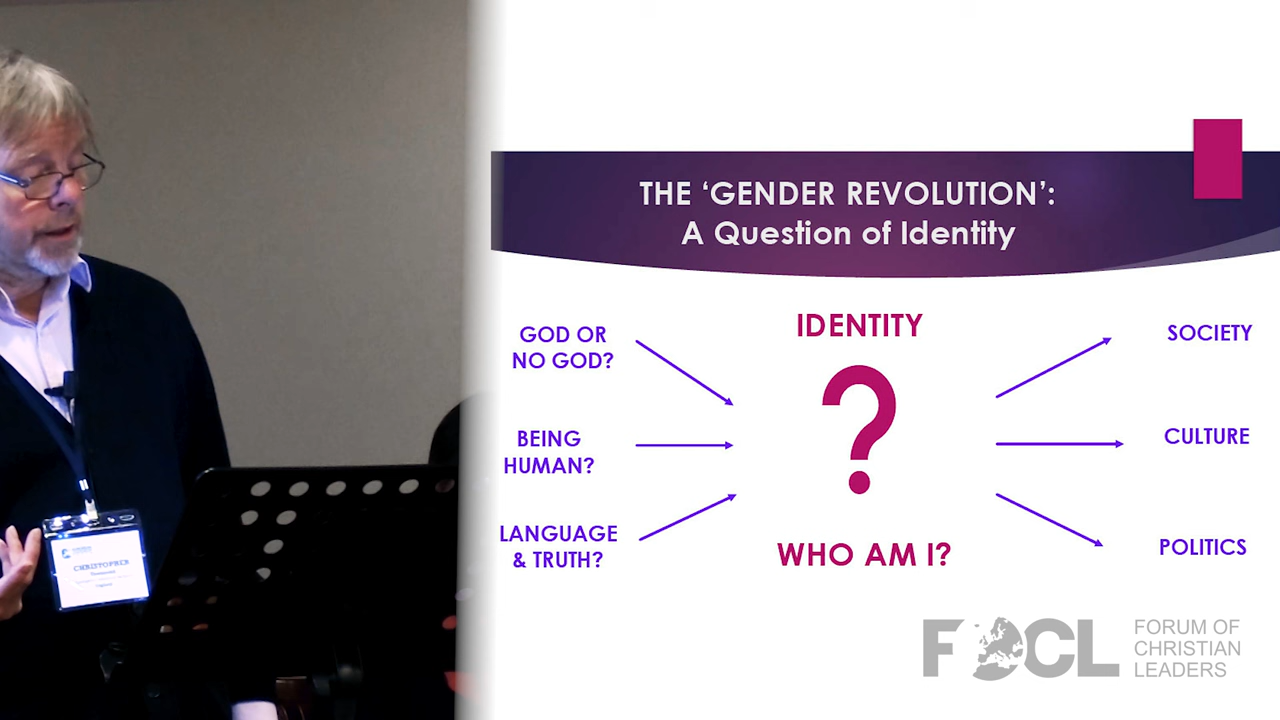 THE ‘GENDER REVOLUTION’:
A Question of Identity
GOD OR
NO GOD?
BEING
HUMAN?
LANGUAGE
& TRUTH?
IDENTITY
?
WHO AM I?
SOCIETY
CULTURE
POLITICS
FOCL
FORUM OF
CHRISTIAN
LEADERS
CHRISTOPHER